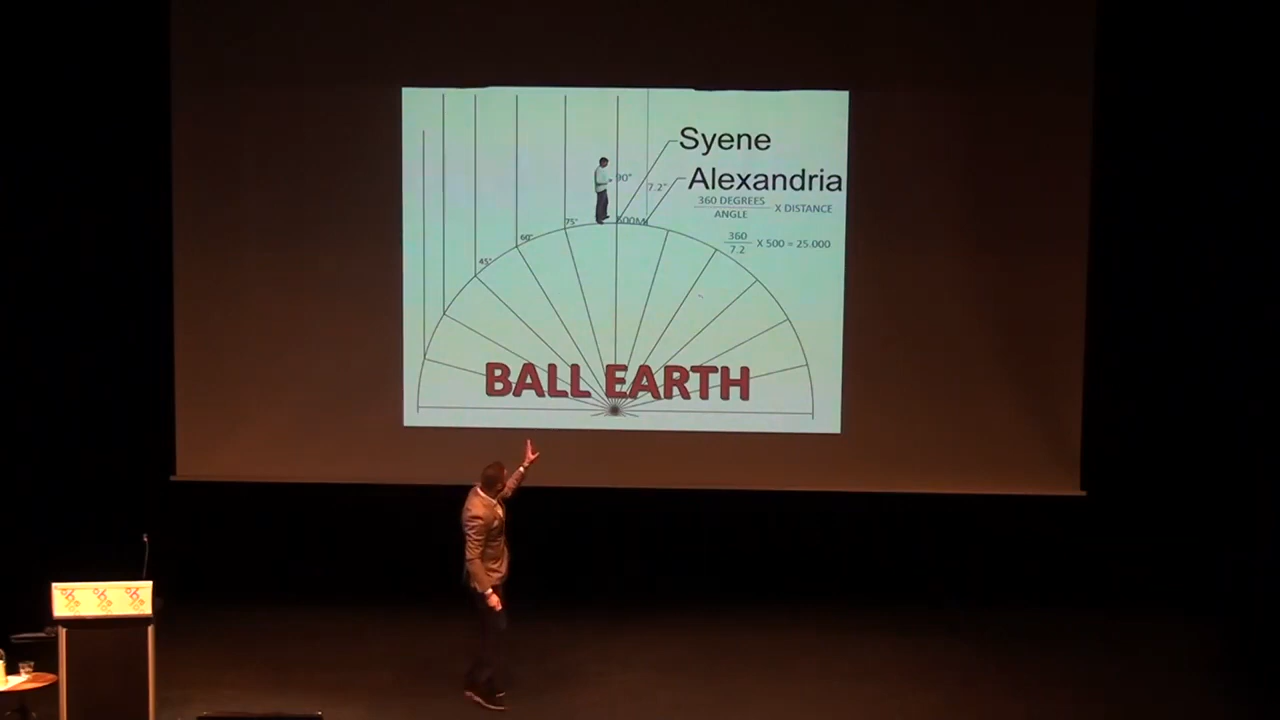 Syene
90°
Alexandria
7.2°
360 DEGREES
ANGLE
X DISTANCE
75°
500M
60°
360
7.2
X 500 = 25.000
45°
BALL EARTH